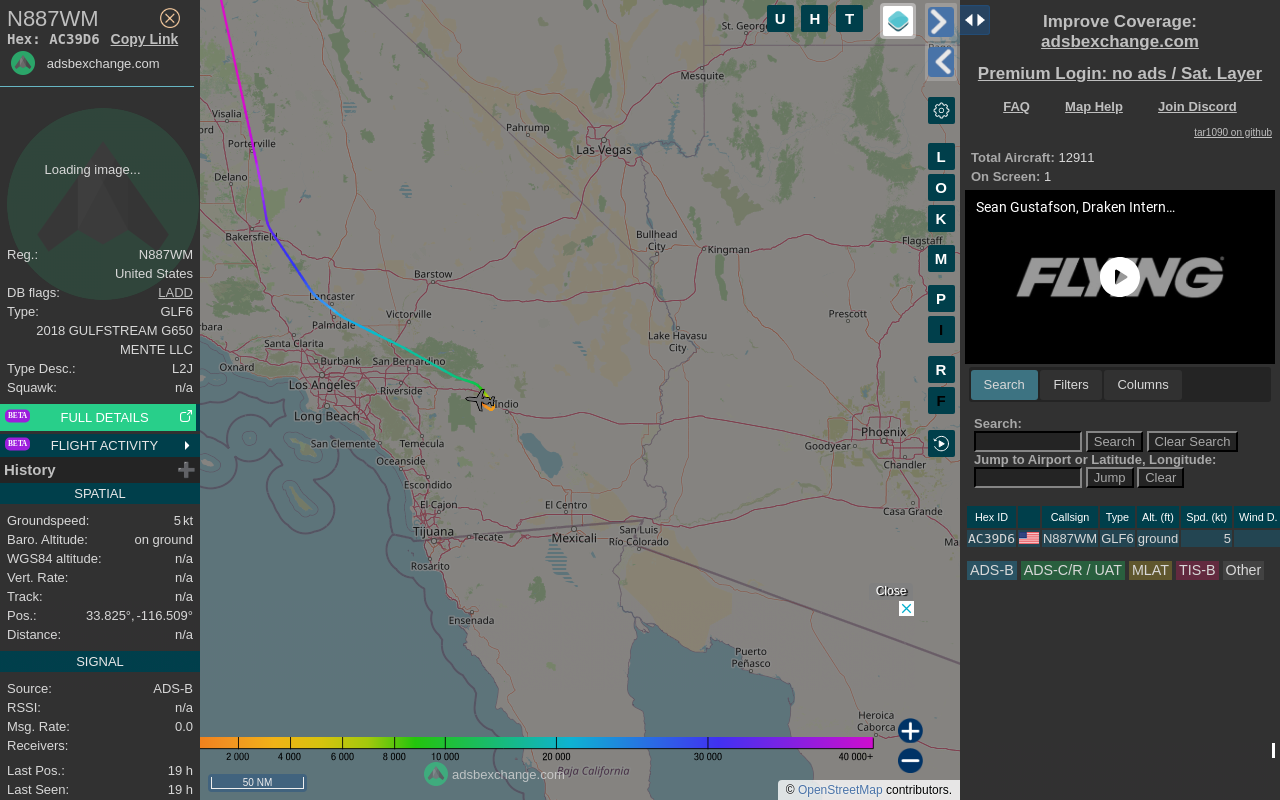 N887WM
Hex: AC39D6 Copy Link
adsbexchange.com
Loading image...
Reg.: N887WM
United States
DB flags: LADD
Type: GLF6
2018 GULFSTREAM G650
MENTE LLC
Type Desc.: L2J
Squawk: n/a
BETA FULL DETAILS
BETA FLIGHT ACTIVITY
History
SPATIAL
Groundspeed: 5 kt
Baro. Altitude: on ground
WGS84 altitude: n/a
Vert. Rate: n/a
Track: n/a
Pos.: 33.825°, -116.509°
Distance: n/a
SIGNAL
Source: ADS-B
RSSI: n/a
Msg. Rate: 0.0
Receivers:
Last Pos.: 19 h
Last Seen: 19 h
U H T
St. George
Mesquite
Visalia
ord
Porterville
Pahrump
Las Vegas
Delano
Bakersfield
Bullhead
City
Kingman
Flagstaff
Barstow
Lancaster
Palmdale
Victorville
Prescott
bara
Santa Clarita
Lake Havasu
City
Oxnard
Burbank
San Bernardino
Los Angeles
Riverside
Long Beach
Indio
San Clemente
Temecula
Phoenix
Goodyear
Oceanside
Chandler
Escondido
El Cajon
El Centro
Casa Grande
Tijuana
Tecate
Mexicali
San Luis
Río Colorado
Ma
Rosarito
Ensenada
Puerto
Peñasco
Heroica
Caborca
Baja California
L
O
K
M
P
I
R
F
Close
2 000 4 000 6 000 8 000 10 000 20 000 30 000 40 000+
adsbexchange.com
50 NM
© OpenStreetMap contributors.
Improve Coverage:
adsbexchange.com
Premium Login: no ads / Sat. Layer
FAQ Map Help Join Discord
tar1090 on github
Total Aircraft: 12911
On Screen: 1
Sean Gustafson, Draken Intern…
FLYING
Search Filters Columns
Search:
Search Clear Search
Jump to Airport or Latitude, Longitude:
Jump Clear
Hex ID Callsign Type Alt. (ft) Spd. (kt) Wind D.
AC39D6 N887WM GLF6 ground 5
ADS-B ADS-C/R / UAT MLAT TIS-B Other